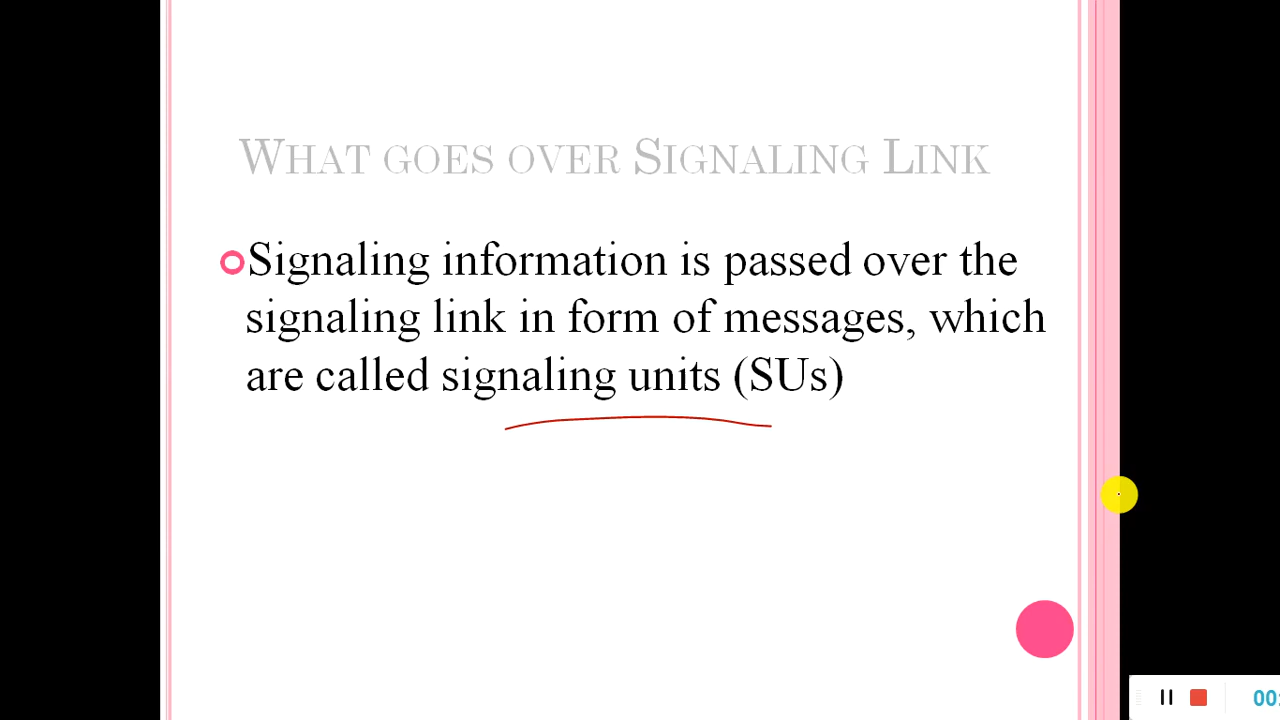 What goes over Signaling Link
Signaling information is passed over the
signaling link in form of messages, which
are called signaling units (SUs)
00: